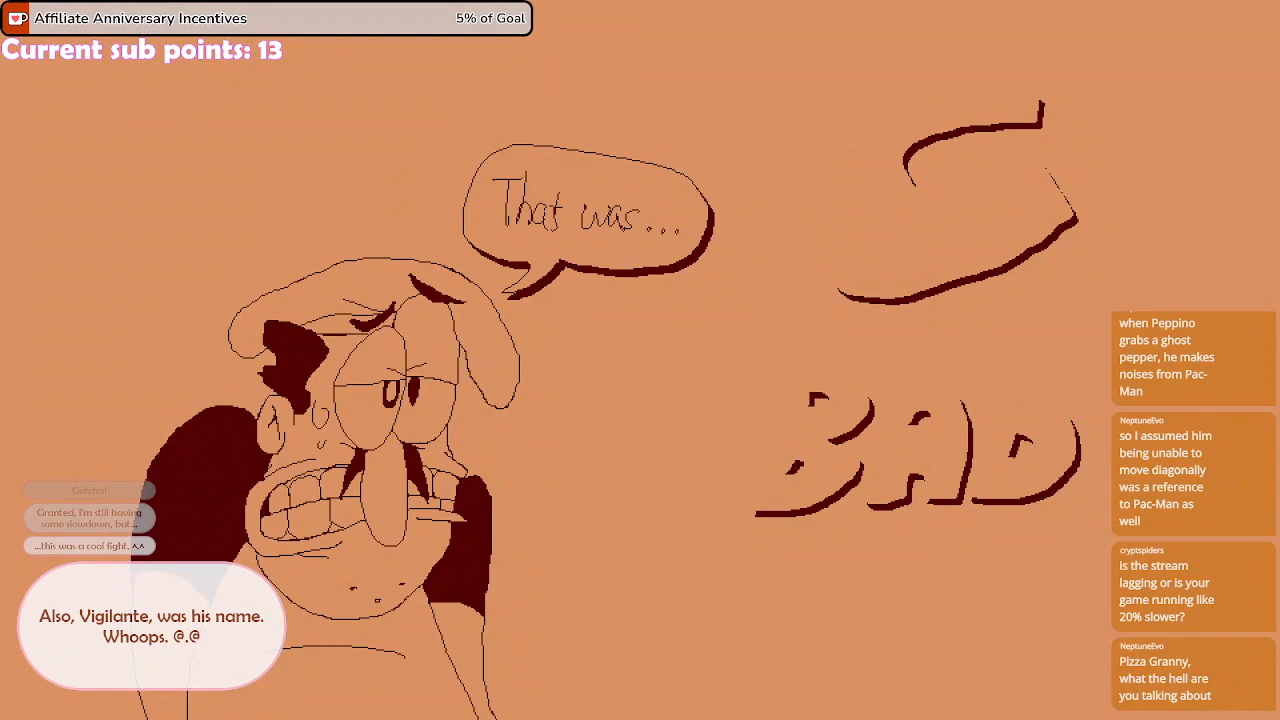 Affiliate Anniversary Incentives
5% of Goal
Current sub points: 13
That was...
BAD
when Peppino
grabs a ghost
pepper, he makes
noises from Pac-
Man
NeptuneEvo
so I assumed him
being unable to
move diagonally
was a reference
to Pac-Man as
well
cryptspiders
is the stream
lagging or is your
game running like
20% slower?
NeptuneEvo
Pizza Granny,
what the hell are
you talking about
Gotcha!
Granted, I'm still having
some slowdown, but...
...this was a cool fight. ^.^
Also, Vigilante, was his name.
Whoops. @.@